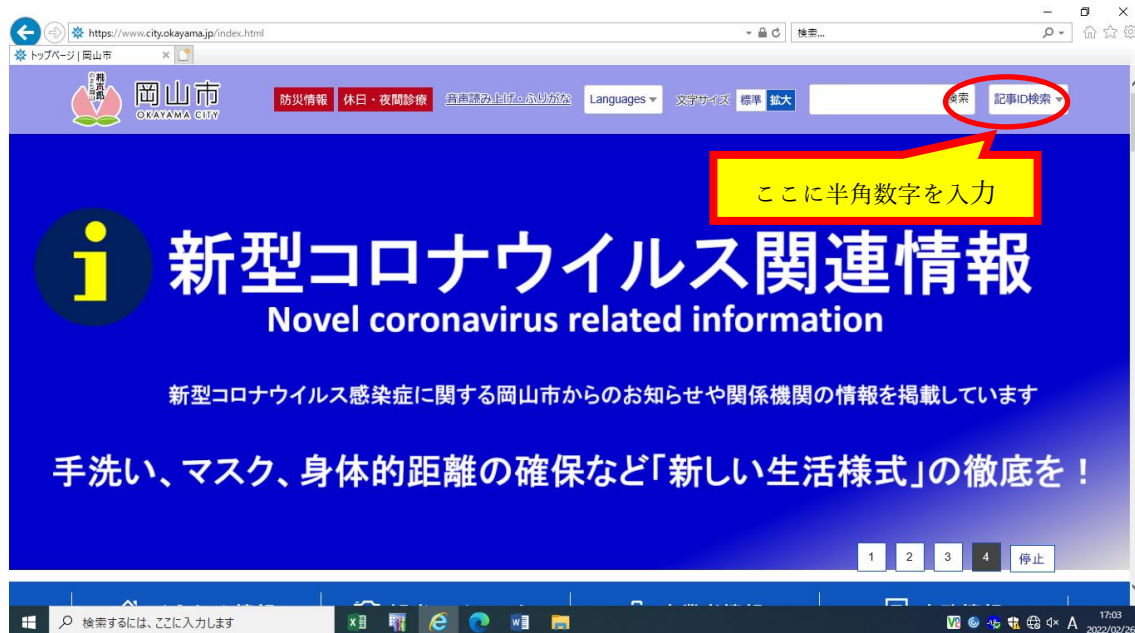 https://www.city.okayama.jp/index.html
検索...
トップページ | 岡山市
岡山市
OKAYAMA CITY
防災情報 休日・夜間診療 音声読み上げ・ふりがな Languages 文字サイズ 標準 拡大 検索 記事ID検索
ここに半角数字を入力
新型コロナウイルス関連情報
Novel coronavirus related information
新型コロナウイルス感染症に関する岡山市からのお知らせや関係機関の情報を掲載しています
手洗い、マスク、身体的距離の確保など「新しい生活様式」の徹底を！
1 2 3 4 停止
検索するには、ここに入力します
A 17:03
2022/02/26